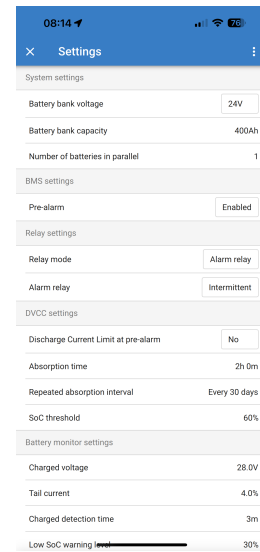 08:14
76
Settings
System settings
Battery bank voltage 24V
Battery bank capacity 400Ah
Number of batteries in parallel 1
BMS settings
Pre-alarm Enabled
Relay settings
Relay mode Alarm relay
Alarm relay Intermittent
DVCC settings
Discharge Current Limit at pre-alarm No
Absorption time 2h 0m
Repeated absorption interval Every 30 days
SoC threshold 60%
Battery monitor settings
Charged voltage 28.0V
Tail current 4.0%
Charged detection time 3m
Low SoC warning level 30%